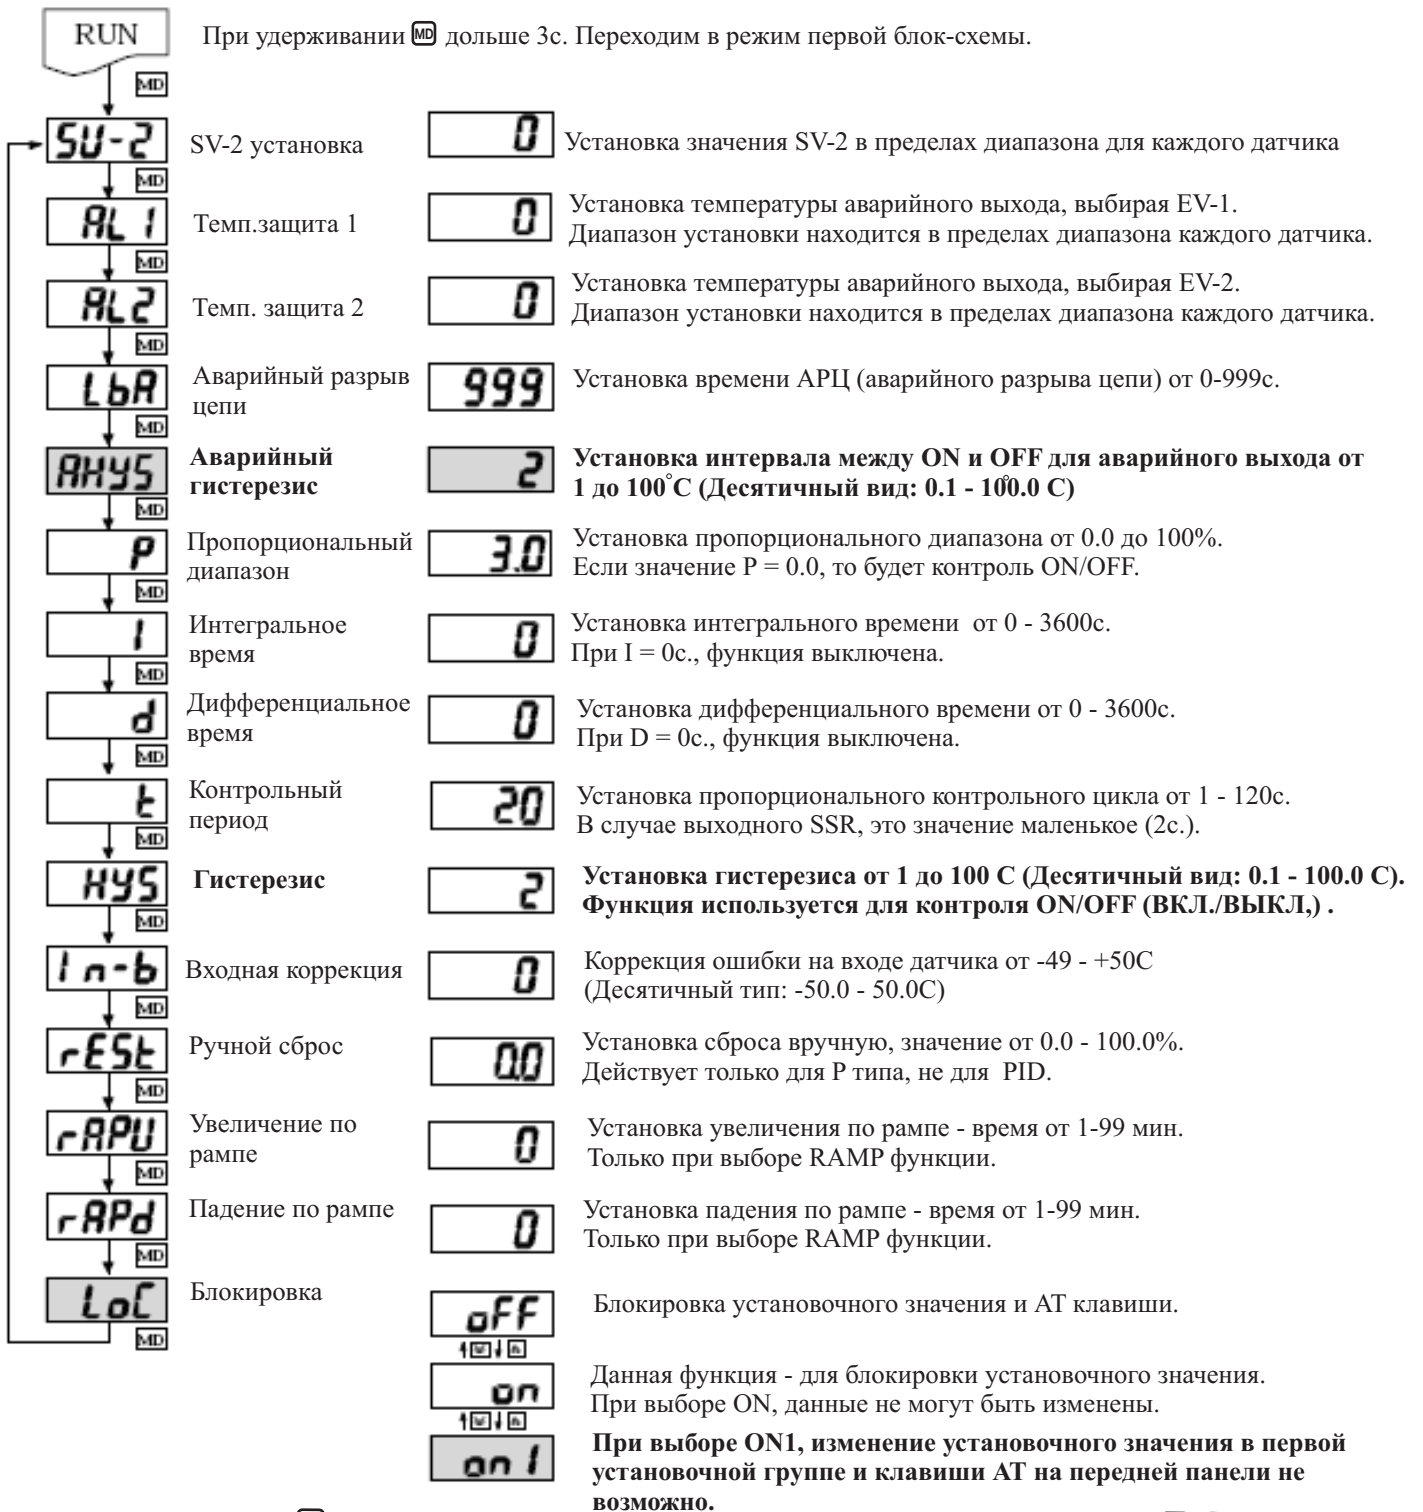 RUN
При удерживании MD дольше 3с. Переходим в режим первой блок-схемы.
MD
SV-2
SV-2 установка
0
Установка значения SV-2 в пределах диапазона для каждого датчика
MD
AL 1
Темп.защита 1
0
Установка температуры аварийного выхода, выбирая EV-1.
Диапазон установки находится в пределах диапазона каждого датчика.
MD
AL2
Темп. защита 2
0
Установка температуры аварийного выхода, выбирая EV-2.
Диапазон установки находится в пределах диапазона каждого датчика.
MD
LbA
Аварийный разрыв
цепи
999
Установка времени АРЦ (аварийного разрыва цепи) от 0-999с.
MD
AHYS
Аварийный
гистерезис
2
Установка интервала между ON и OFF для аварийного выхода от
1 до 100°С (Десятичный вид: 0.1 - 100.0 С)
MD
P
Пропорциональный
диапазон
3.0
Установка пропорционального диапазона от 0.0 до 100%.
Если значение P = 0.0, то будет контроль ON/OFF.
MD
I
Интегральное
время
0
Установка интегрального времени от 0 - 3600с.
При I = 0с., функция выключена.
MD
d
Дифференциальное
время
0
Установка дифференциального времени от 0 - 3600с.
При D = 0с., функция выключена.
MD
t
Контрольный
период
20
Установка пропорционального контрольного цикла от 1 - 120с.
В случае выходного SSR, это значение маленькое (2с.).
MD
HYS
Гистерезис
2
Установка гистерезиса от 1 до 100 С (Десятичный вид: 0.1 - 100.0 С).
Функция используется для контроля ON/OFF (ВКЛ./ВЫКЛ,) .
MD
In-b
Входная коррекция
0
Коррекция ошибки на входе датчика от -49 - +50С
(Десятичный тип: -50.0 - 50.0С)
MD
rESt
Ручной сброс
0.0
Установка сброса вручную, значение от 0.0 - 100.0%.
Действует только для P типа, не для PID.
MD
rAPU
Увеличение по
рампе
0
Установка увеличения по рампе - время от 1-99 мин.
Только при выборе RAMP функции.
MD
rAPd
Падение по рампе
0
Установка падения по рампе - время от 1-99 мин.
Только при выборе RAMP функции.
MD
LoC
Блокировка
oFF
Блокировка установочного значения и АТ клавиши.
MD
on
Данная функция - для блокировки установочного значения.
При выборе ON, данные не могут быть изменены.
on1
При выборе ON1, изменение установочного значения в первой
установочной группе и клавиши АТ на передней панели не
возможно.